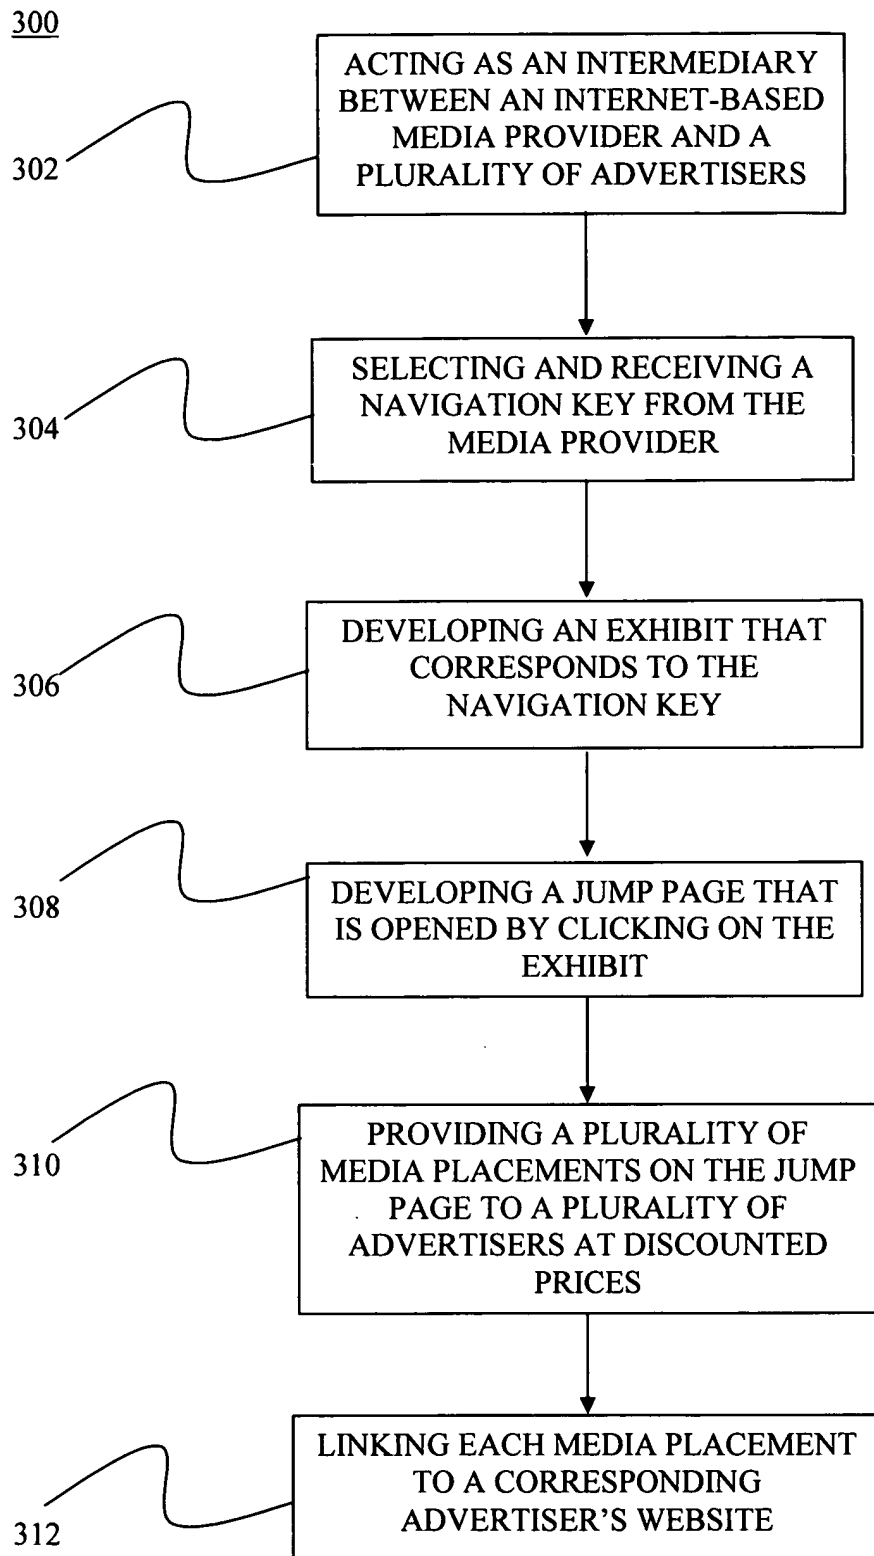 300
ACTING AS AN INTERMEDIARY
BETWEEN AN INTERNET-BASED
MEDIA PROVIDER AND A
PLURALITY OF ADVERTISERS
302
SELECTING AND RECEIVING A
NAVIGATION KEY FROM THE
MEDIA PROVIDER
304
DEVELOPING AN EXHIBIT THAT
CORRESPONDS TO THE
NAVIGATION KEY
306
DEVELOPING A JUMP PAGE THAT
IS OPENED BY CLICKING ON THE
EXHIBIT
308
PROVIDING A PLURALITY OF
MEDIA PLACEMENTS ON THE JUMP
PAGE TO A PLURALITY OF
ADVERTISERS AT DISCOUNTED
PRICES
310
LINKING EACH MEDIA PLACEMENT
TO A CORRESPONDING
ADVERTISER'S WEBSITE
312